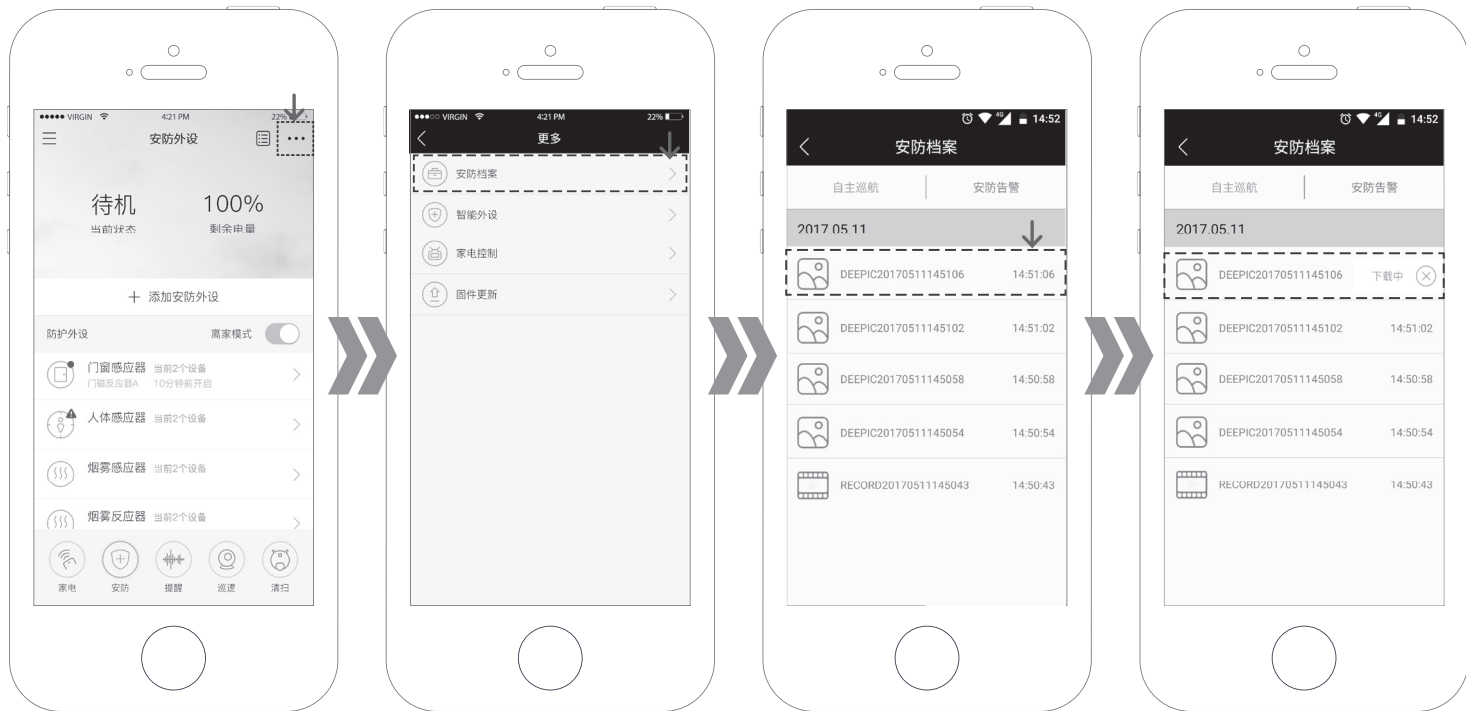 ●●●●● VIRGIN 4:21 PM 22%
安防外设
待机 100%
当前状态 剩余电量
+ 添加安防外设
防护外设 离家模式
门窗感应器 当前2个设备
门磁反应器A 10分钟前开启
人体感应器 当前2个设备
烟雾感应器 当前2个设备
烟雾反应器 当前2个设备
家电 安防 提醒 巡逻 清扫
●●●○○ VIRGIN 4:21 PM 22%
更多
安防档案
智能外设
家电控制
固件更新
4G 14:52
安防档案
自主巡航 安防告警
2017.05.11
DEEPIC20170511145106 14:51:06
DEEPIC20170511145102 14:51:02
DEEPIC20170511145058 14:50:58
DEEPIC20170511145054 14:50:54
RECORD20170511145043 14:50:43
4G 14:52
安防档案
自主巡航 安防告警
2017.05.11
DEEPIC20170511145106 下载中
DEEPIC20170511145102 14:51:02
DEEPIC20170511145058 14:50:58
DEEPIC20170511145054 14:50:54
RECORD20170511145043 14:50:43